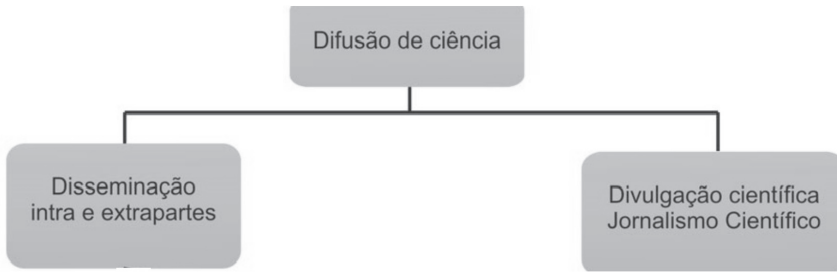 Difusão de ciência
Disseminação
intra e extrapartes
Divulgação científica
Jornalismo Científico